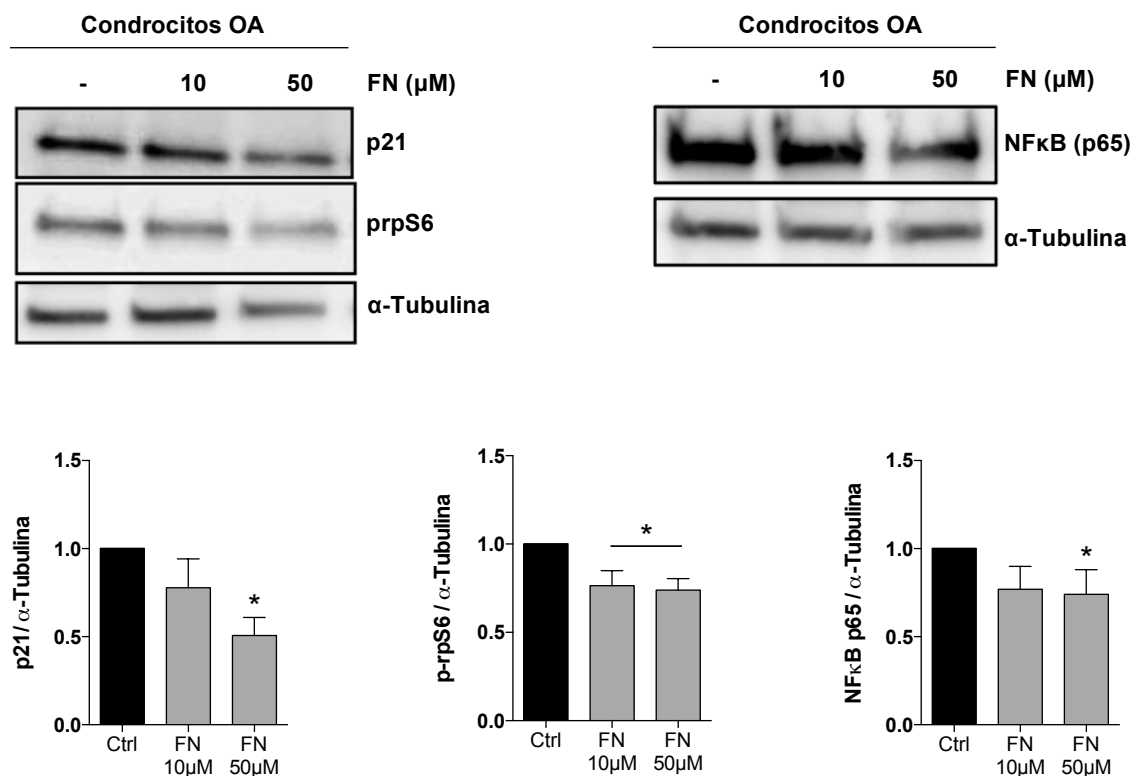 Condrocitos OA
- 10 50 FN (µM)
p21
prpS6
α-Tubulina
Condrocitos OA
- 10 50 FN (µM)
NFκB (p65)
α-Tubulina
p21/ α-Tubulina
1.5
1.0
0.5
0.0
*
Ctrl FN FN
10µM 50µM
p-rpS6 / α-Tubulina
1.5
1.0
0.5
0.0
*
Ctrl FN FN
10µM 50µM
NFκB p65/ α-Tubulina
1.5
1.0
0.5
0.0
*
Ctrl FN FN
10µM 50µM